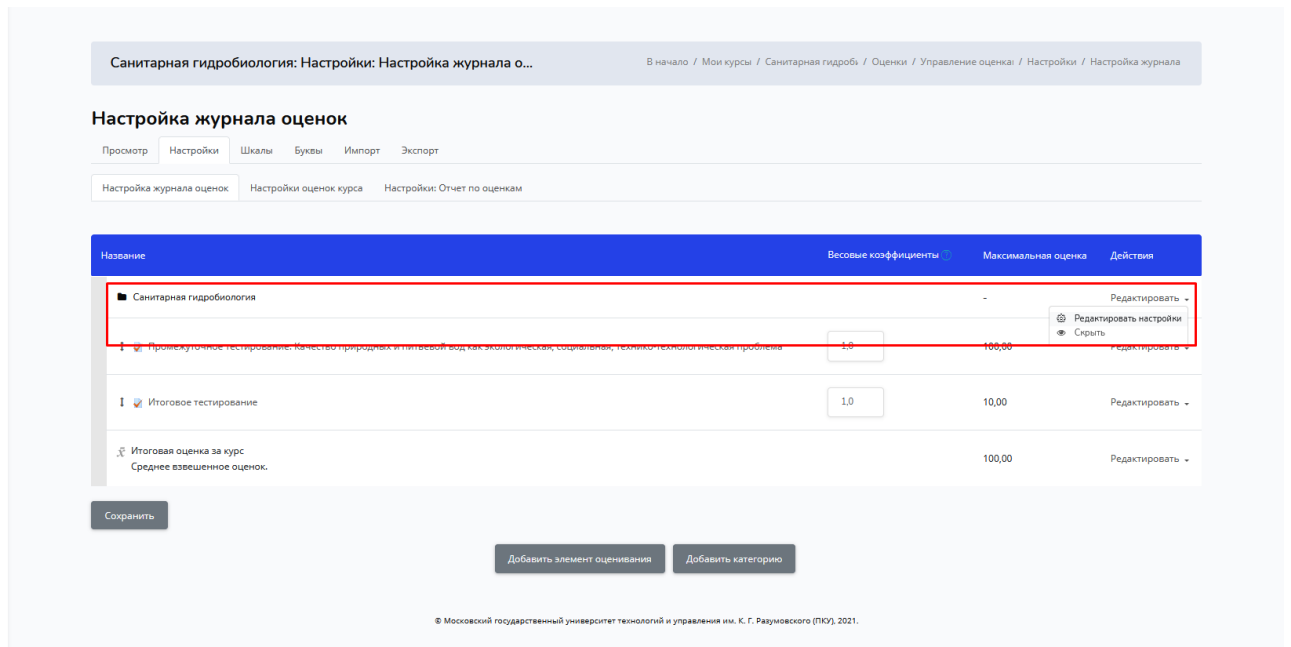 Санитарная гидробиология: Настройки: Настройка журнала о...
В начало / Мои курсы / Санитарная гидробı / Оценки / Управление оценкаı / Настройки / Настройка журнала
Настройка журнала оценок
Просмотр Настройки Шкалы Буквы Импорт Экспорт
Настройка журнала оценок Настройки оценок курса Настройки: Отчет по оценкам
Название Весовые коэффициенты Максимальная оценка Действия
Санитарная гидробиология - Редактировать
Редактировать настройки
Скрыть
Промежуточное тестирование. Качество природных и питьевой вод как экологическая, социальная, технико-технологическая проблема 1,0 100,00 Редактировать
Итоговое тестирование 1,0 10,00 Редактировать
Итоговая оценка за курс
Среднее взвешенное оценок. 100,00 Редактировать
Сохранить
Добавить элемент оценивания Добавить категорию
© Московский государственный университет технологий и управления им. К. Г. Разумовского (ПКУ), 2021.